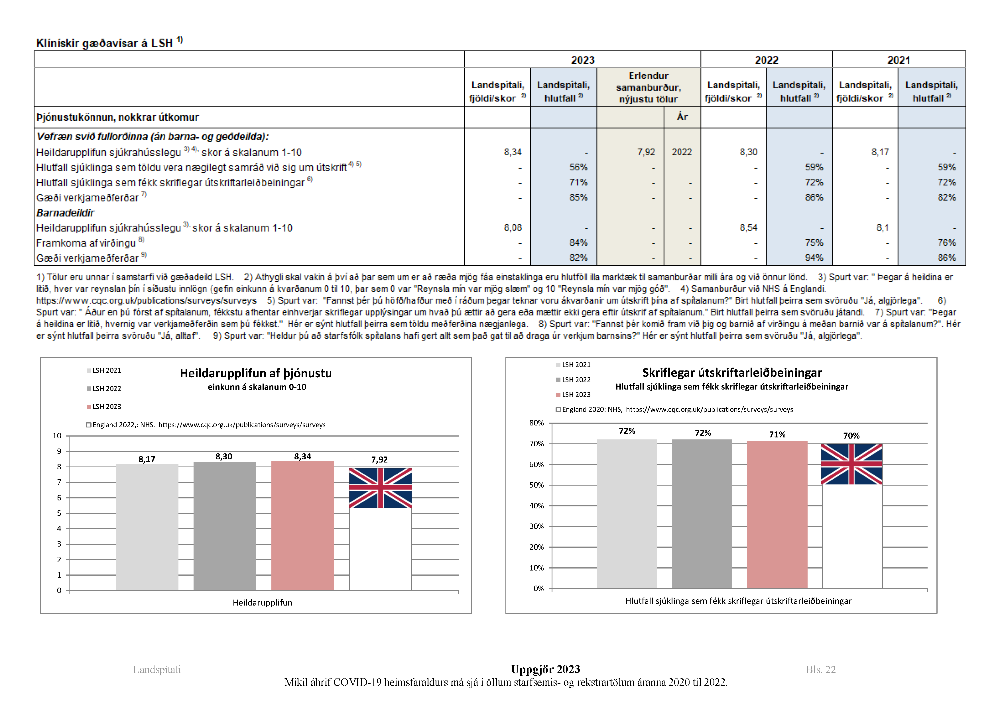 Klínískir gæðavísar á LSH 1)
2023 2022 2021
Landspítali, fjöldi/skor 2) Landspítali, hlutfall 2) Erlendur samanburður, nýjustu tölur Landspítali, fjöldi/skor 2) Landspítali, hlutfall 2) Landspítali, fjöldi/skor 2) Landspítali, hlutfall 2)
Þjónustukönnun, nokkrar útkomur Ár
Vefræn svið fullorðinna (án barna- og geðdeilda):
Heildarupplifun sjúkrahússlegu 3) 4), skor á skalanum 1-10 8,34 - 7,92 2022 8,30 - 8,17 -
Hlutfall sjúklinga sem töldu vera nægilegt samráð við sig um útskrift 4) 5) - 56% - - 59% - 59%
Hlutfall sjúklinga sem fékk skriflegar útskriftarleiðbeiningar 6) - 71% - - - 72% - 72%
Gæði verkjameðferðar 7) - 85% - - - 86% - 82%
Barnadeildir
Heildarupplifun sjúkrahússlegu 3), skor á skalanum 1-10 8,08 - - - 8,54 - 8,1 -
Framkoma af virðingu 8) - 84% - - - 75% - 76%
Gæði verkjameðferðar 9) - 82% - - - 94% - 86%
1) Tölur eru unnar í samstarfi við gæðadeild LSH. 2) Athygli skal vakin á því að þar sem um er að ræða mjög fáa einstaklinga eru hlutföll illa marktæk til samanburðar milli ára og við önnur lönd. 3) Spurt var: " Þegar á heildina er
litið, hver var reynslan þín í síðustu innlögn (gefin einkunn á kvarðanum 0 til 10, þar sem 0 var "Reynsla mín var mjög slæm" og 10 "Reynsla mín var mjög góð". 4) Samanburður við NHS á Englandi.
https://www.cqc.org.uk/publications/surveys/surveys 5) Spurt var: "Fannst þér þú höfð/hafður með í ráðum þegar teknar voru ákvarðanir um útskrift þína af spítalanum?" Birt hlutfall þeirra sem svöruðu "Já, algjörlega". 6)
Spurt var: " Áður en þú fórst af spítalanum, fékkstu afhentar einhverjar skriflegar upplýsingar um hvað þú ættir að gera eða mættir ekki gera eftir útskrif af spítalanum." Birt hlutfall þeirra sem svöruðu játandi. 7) Spurt var: "Þegar
á heildina er litið, hvernig var verkjameðferðin sem þú fékkst." Hér er sýnt hlutfall þeirra sem töldu meðferðina nægjanlega. 8) Spurt var: "Fannst þér komið fram við þig og barnið af virðingu á meðan barnið var á spítalanum?". Hér
er sýnt hlutfall þeirra svöruðu "Já, alltaf". 9) Spurt var: "Heldur þú að starfsfólk spítalans hafi gert allt sem það gat til að draga úr verkjum barnsins?" Hér er sýnt hlutfall þeirra sem svöruðu "Já, algjörlega".
Heildarupplifun af þjónustu
einkunn á skalanum 0-10
LSH 2021
LSH 2022
LSH 2023
England 2022,: NHS, https://www.cqc.org.uk/publications/surveys/surveys
10
9
8
7
6
5
4
3
2
1
0
8,17 8,30 8,34 7,92
Heildarupplifun
Skriflegar útskriftarleiðbeiningar
Hlutfall sjúklinga sem fékk skriflegar útskriftarleiðbeiningar
LSH 2021
LSH 2022
LSH 2023
England 2020: NHS, https://www.cqc.org.uk/publications/surveys/surveys
80%
70%
60%
50%
40%
30%
20%
10%
0%
72% 72% 71% 70%
Hlutfall sjúklinga sem fékk skriflegar útskriftarleiðbeiningar
Landspítali Uppgjör 2023 Bls. 22
Mikil áhrif COVID-19 heimsfaraldurs má sjá í öllum starfsemis- og rekstrartölum áranna 2020 til 2022.